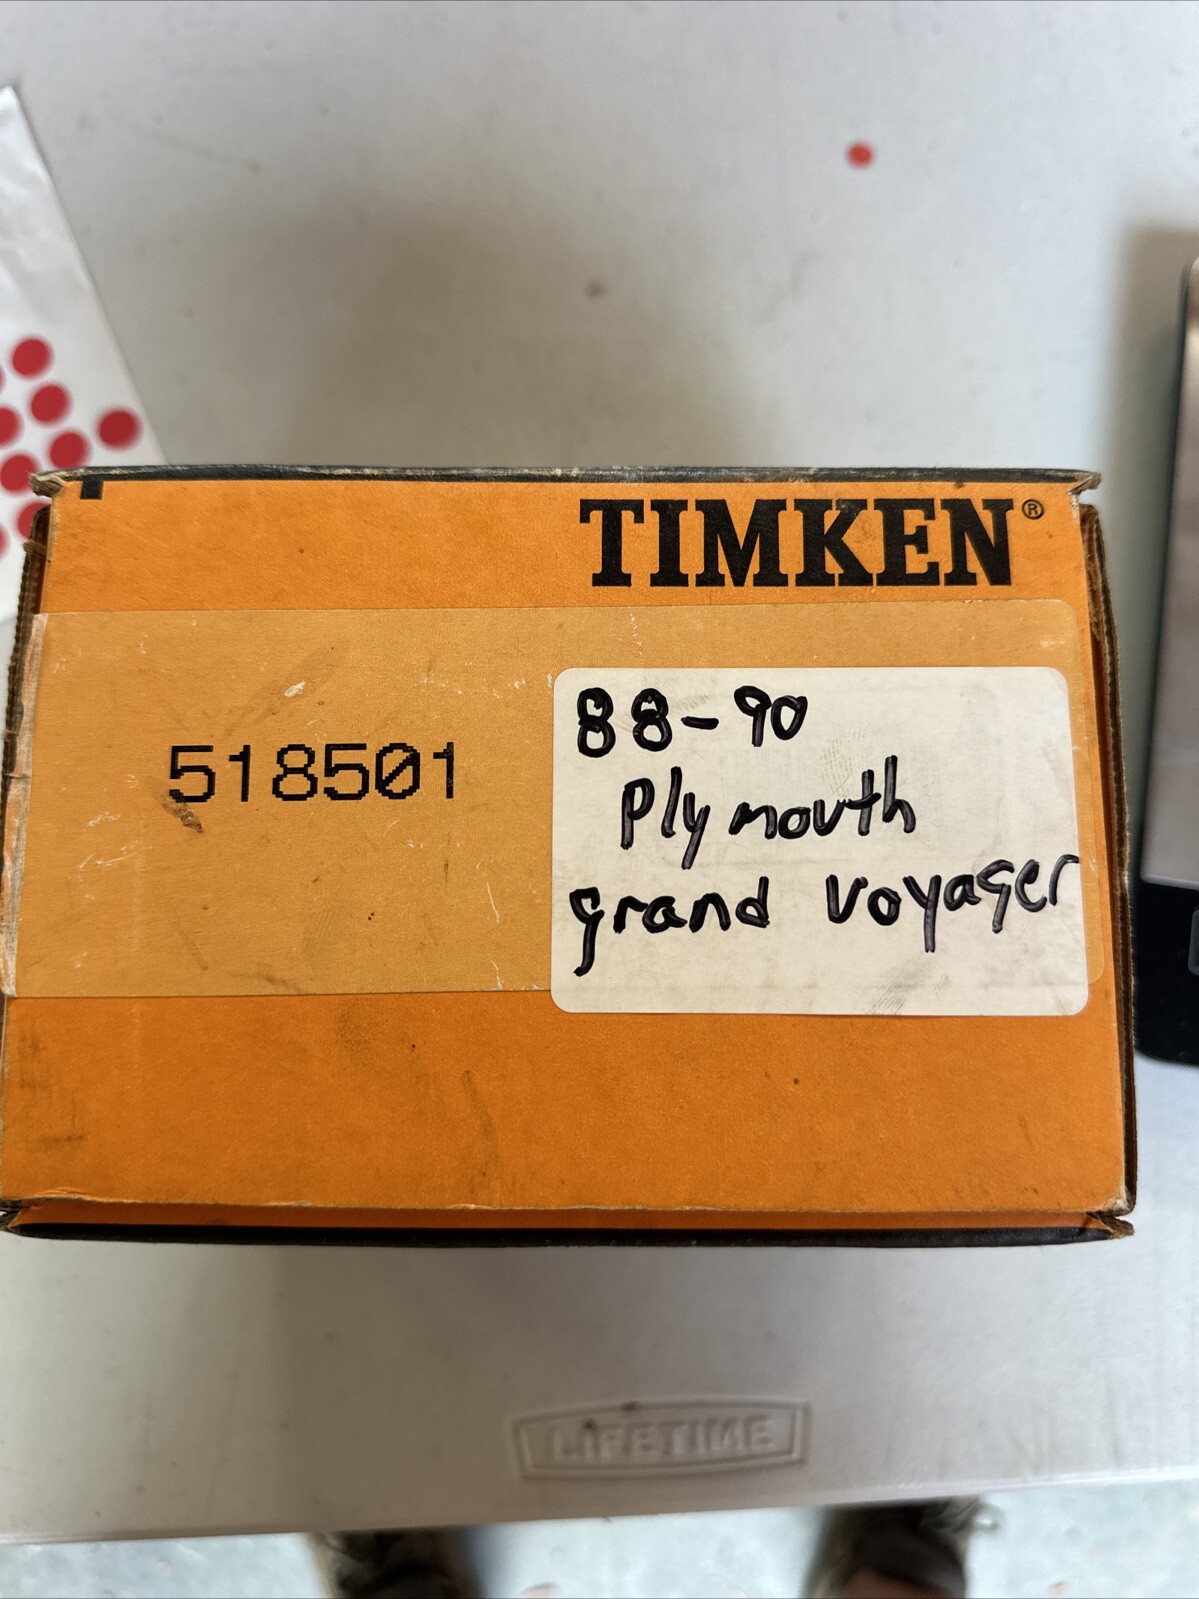 TIMKEN®
518501
88-90
Plymouth
grand voyager
LIFETIME